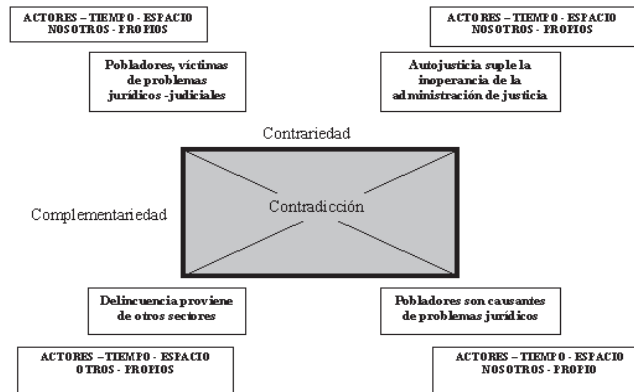 ACTORES – TIEMPO - ESPACIO
NOSOTROS - PROPIOS
ACTORES – TIEMPO - ESPACIO
NOSOTROS - PROPIOS
Pobladores, víctimas
de problemas
jurídicos -judiciales
Autojusticia suple la
inoperancia de la
administración de justicia
Contrariedad
Complementariedad
Contradicción
Delincuencia proviene
de otros sectores
Pobladores son causantes
de problemas jurídicos
ACTORES – TIEMPO - ESPACIO
OTROS - PROPIOS
ACTORES – TIEMPO - ESPACIO
NOSOTROS - PROPIO